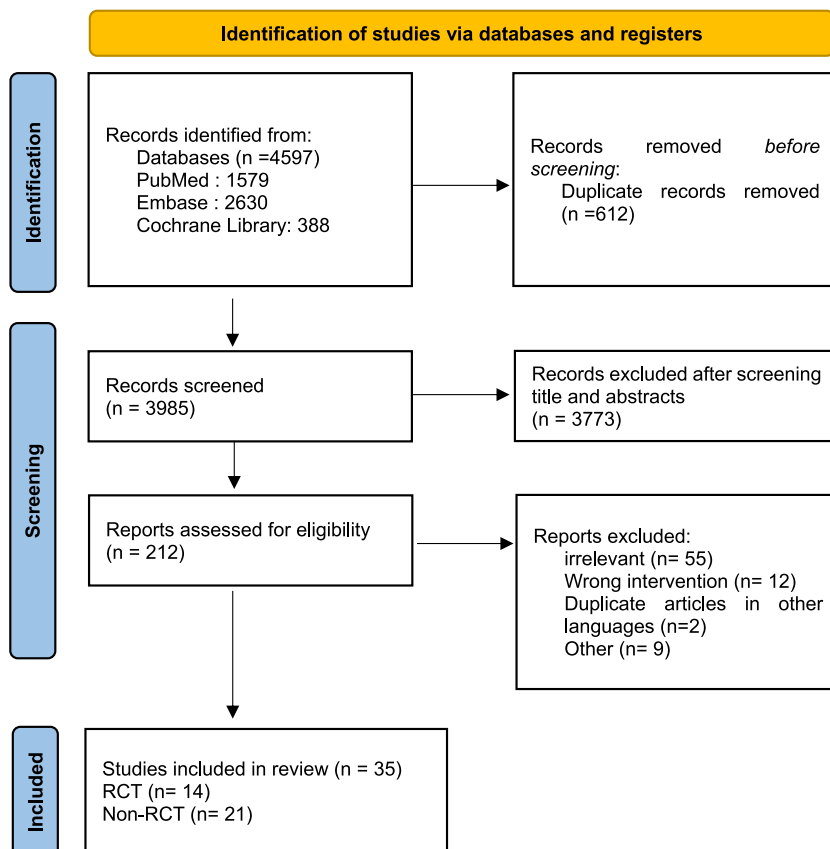 Identification of studies via databases and registers
Identification
Records identified from:
Databases (n =4597)
PubMed : 1579
Embase : 2630
Cochrane Library: 388
Records removed before
screening:
Duplicate records removed
(n =612)
Screening
Records screened
(n = 3985)
Records excluded after screening
title and abstracts
(n = 3773)
Reports assessed for eligibility
(n = 212)
Reports excluded:
irrelevant (n= 55)
Wrong intervention (n= 12)
Duplicate articles in other
languages (n=2)
Other (n= 9)
Included
Studies included in review (n = 35)
RCT (n= 14)
Non-RCT (n= 21)